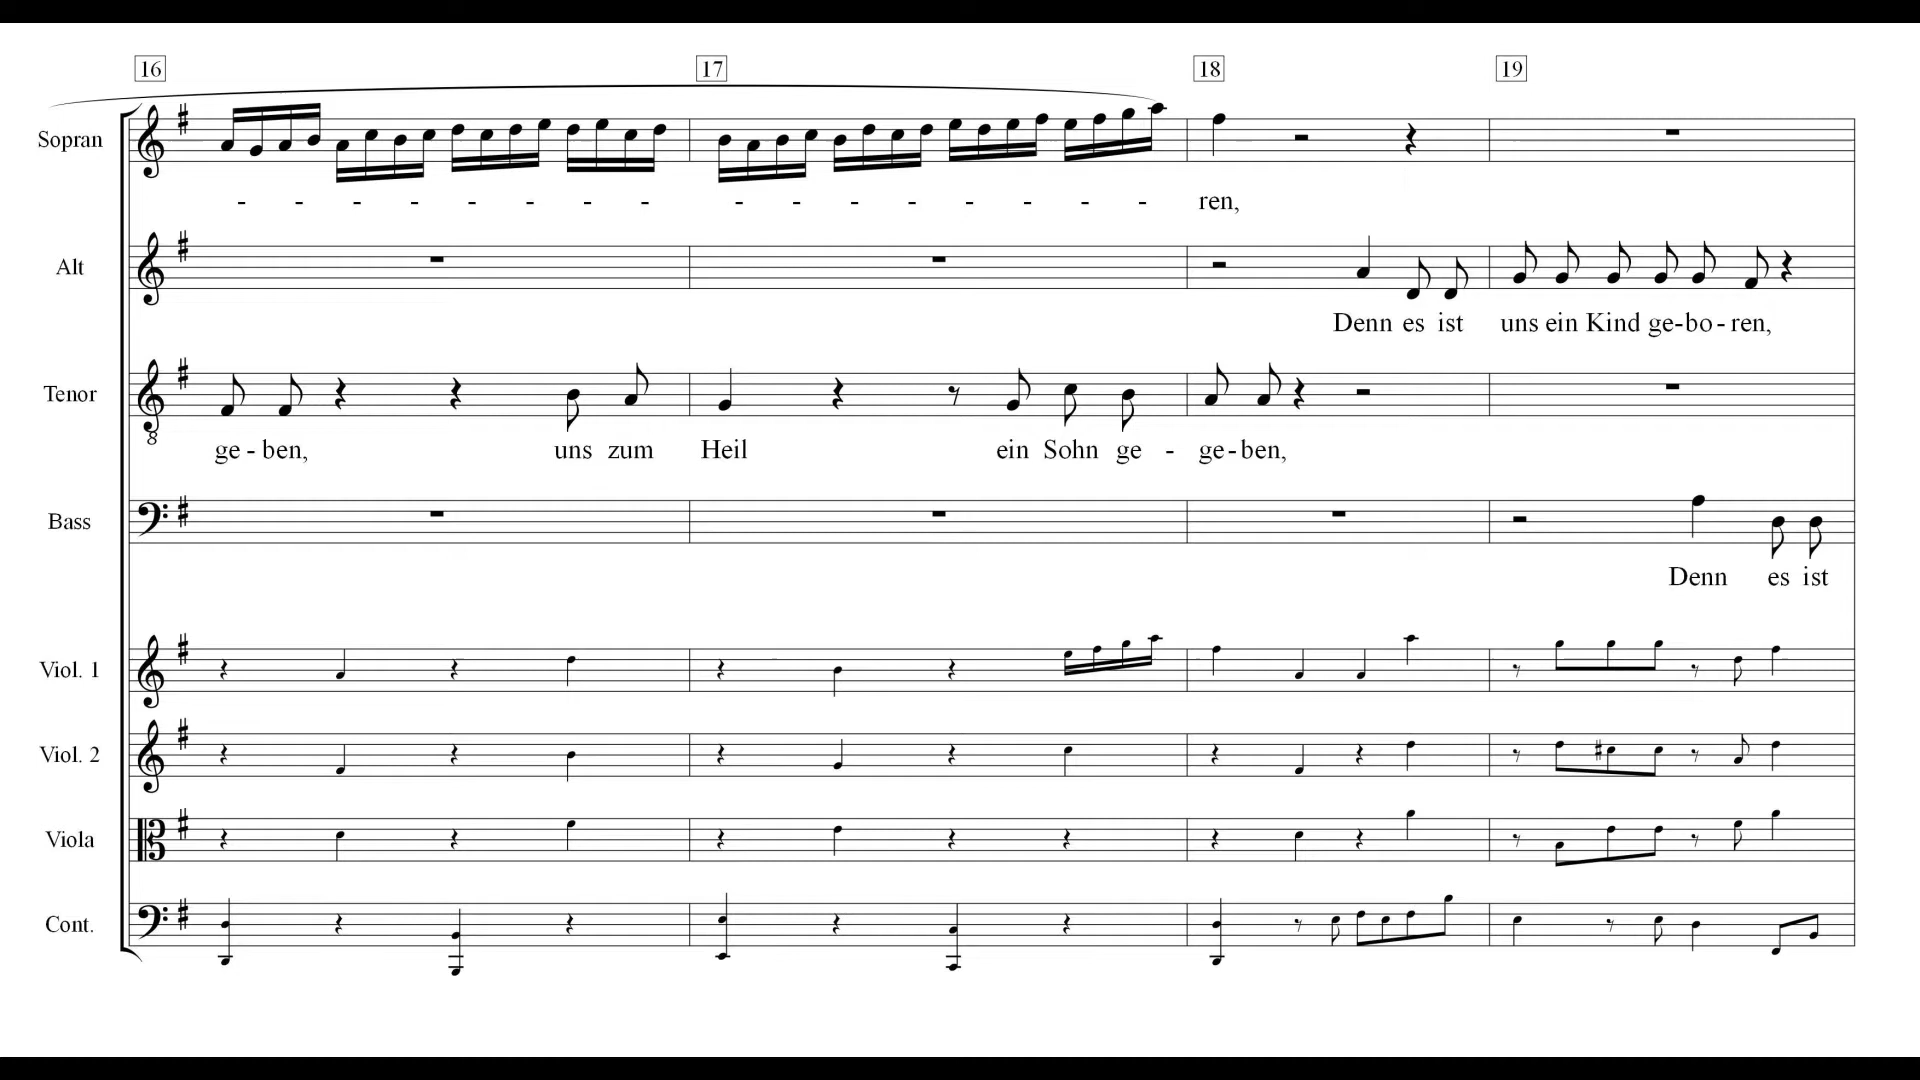 16 17 18 19
Sopran
- - - - - - - - - - - - - - - - ren,
Alt
Denn es ist uns ein Kind ge-bo-ren,
Tenor
8
ge-ben, uns zum Heil ein Sohn ge - ge-ben,
Bass
Denn es ist
Viol. 1
Viol. 2
Viola
Cont.